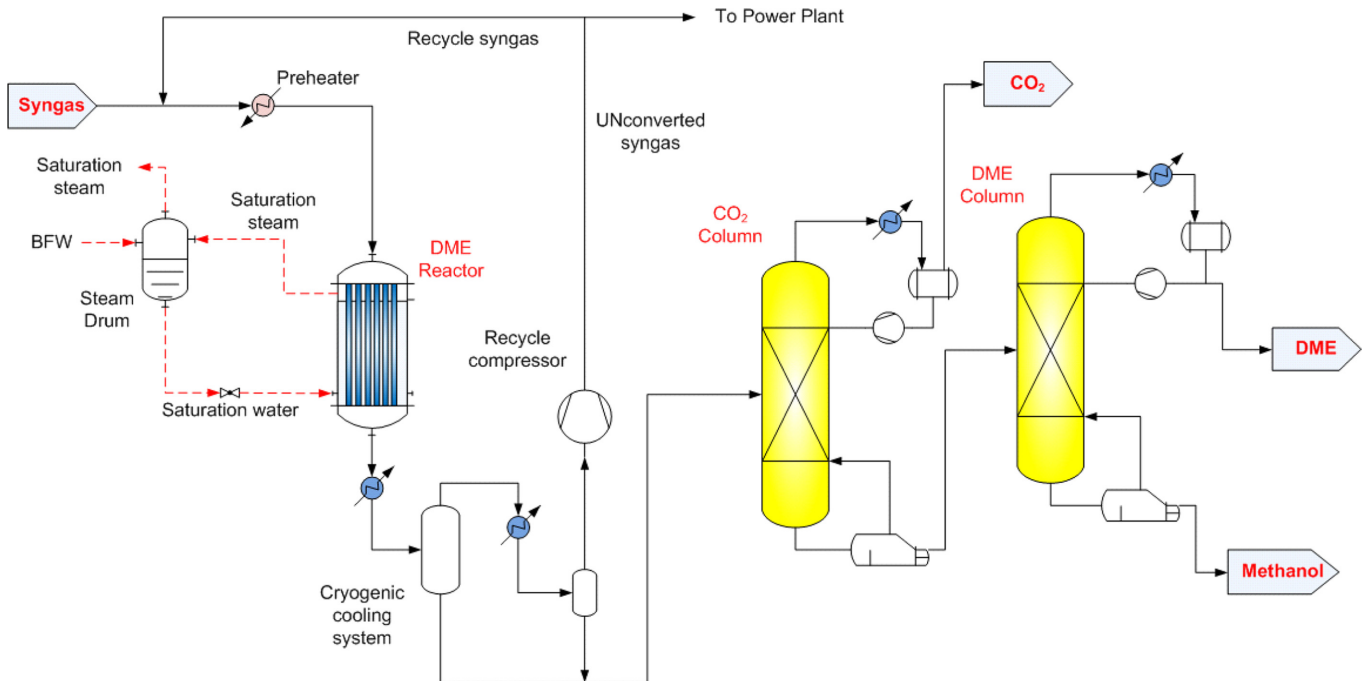 To Power Plant
Recycle syngas
Preheater
Syngas
CO₂
UNconverted
syngas
Saturation
steam
Saturation
steam
DME
Column
CO₂
Column
BFW
DME
Reactor
Steam
Drum
Recycle
compressor
DME
Saturation water
Methanol
Cryogenic
cooling
system